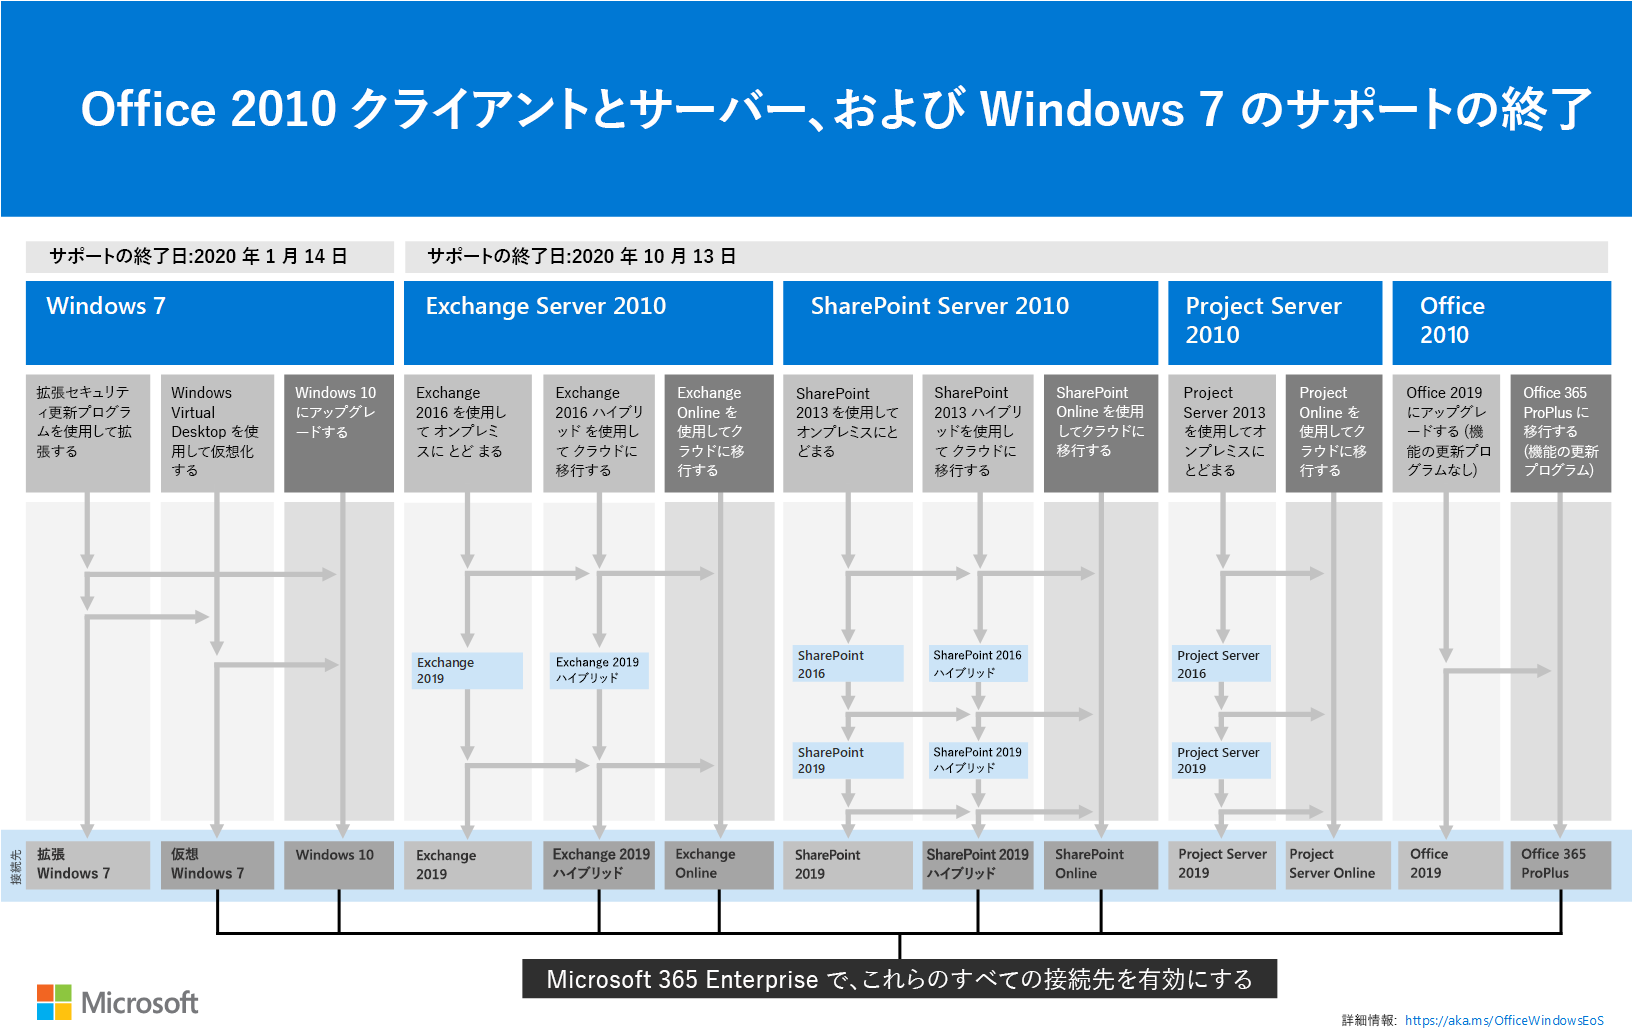 Office 2010 クライアントとサーバー、および Windows 7 のサポートの終了
サポートの終了日:2020 年 1 月 14 日
サポートの終了日:2020 年 10 月 13 日
Windows 7
Exchange Server 2010
SharePoint Server 2010
Project Server
2010
Office
2010
拡張セキュリテ
ィ更新プログラ
ムを使用して拡
張する
Windows
Virtual
Desktop を使
用して仮想化
する
Windows 10
にアップグレ
ードする
Exchange
2016 を使用し
て オンプレミ
スに とど まる
Exchange
2016 ハイブリ
ッド を使用し
て クラウドに
移行する
Exchange
Online を
使用してク
ラウドに移
行する
SharePoint
2013 を使用して
オンプレミスにと
どまる
SharePoint
2013 ハイブリ
ッドを使用し
て クラウドに
移行する
SharePoint
Online を使用
してクラウドに
移行する
Project
Server 2013
を使用してオ
ンプレミスに
とどまる
Project
Online を
使用してク
ラウドに移
行する
Office 2019
にアップグレ
ードする (機
能の更新プロ
グラムなし)
Office 365
ProPlus に
移行する
(機能の更新
プログラム)
Exchange
2019
Exchange 2019
ハイブリッド
SharePoint
2016
SharePoint 2016
ハイブリッド
Project Server
2016
SharePoint
2019
SharePoint 2019
ハイブリッド
Project Server
2019
接続先
拡張
Windows 7
仮想
Windows 7
Windows 10
Exchange
2019
Exchange 2019
ハイブリッド
Exchange
Online
SharePoint
2019
SharePoint 2019
ハイブリッド
SharePoint
Online
Project Server
2019
Project
Server Online
Office
2019
Office 365
ProPlus
Microsoft 365 Enterprise で、これらのすべての接続先を有効にする
Microsoft
詳細情報: https://aka.ms/OfficeWindowsEoS